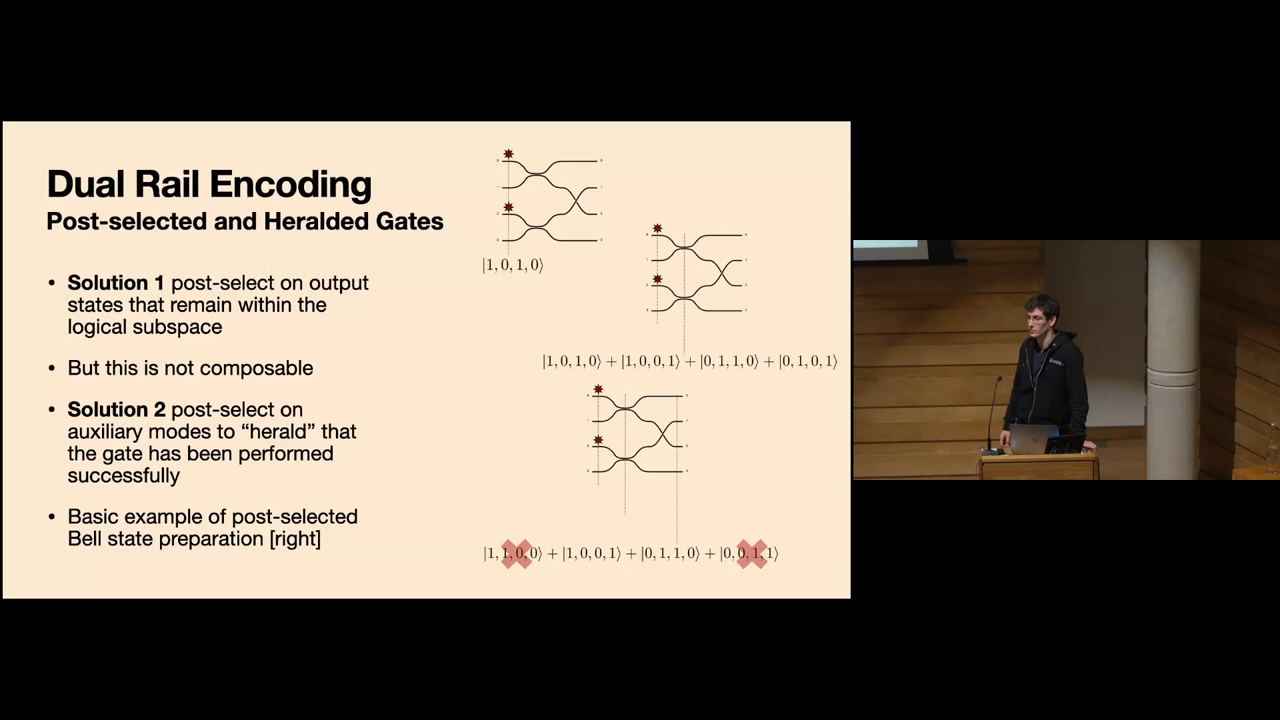 Dual Rail Encoding
Post-selected and Heralded Gates
• Solution 1 post-select on output
states that remain within the
logical subspace
• But this is not composable
• Solution 2 post-select on
auxiliary modes to “herald” that
the gate has been performed
successfully
• Basic example of post-selected
Bell state preparation [right]
|1, 0, 1, 0⟩
|1, 0, 1, 0⟩ + |1, 0, 0, 1⟩ + |0, 1, 1, 0⟩ + |0, 1, 0, 1⟩
|1, 1, 0, 0⟩ + |1, 0, 0, 1⟩ + |0, 1, 1, 0⟩ + |0, 0, 1, 1⟩